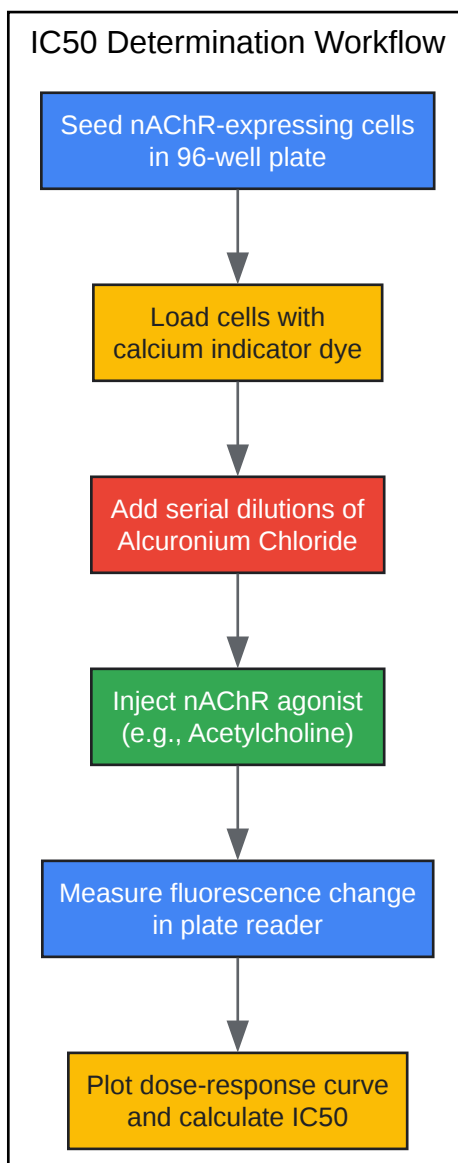 IC50 Determination Workflow
Seed nAChR-expressing cells
in 96-well plate
Load cells with
calcium indicator dye
Add serial dilutions of
Alcuronium Chloride
Inject nAChR agonist
(e.g., Acetylcholine)
Measure fluorescence change
in plate reader
Plot dose-response curve
and calculate IC50